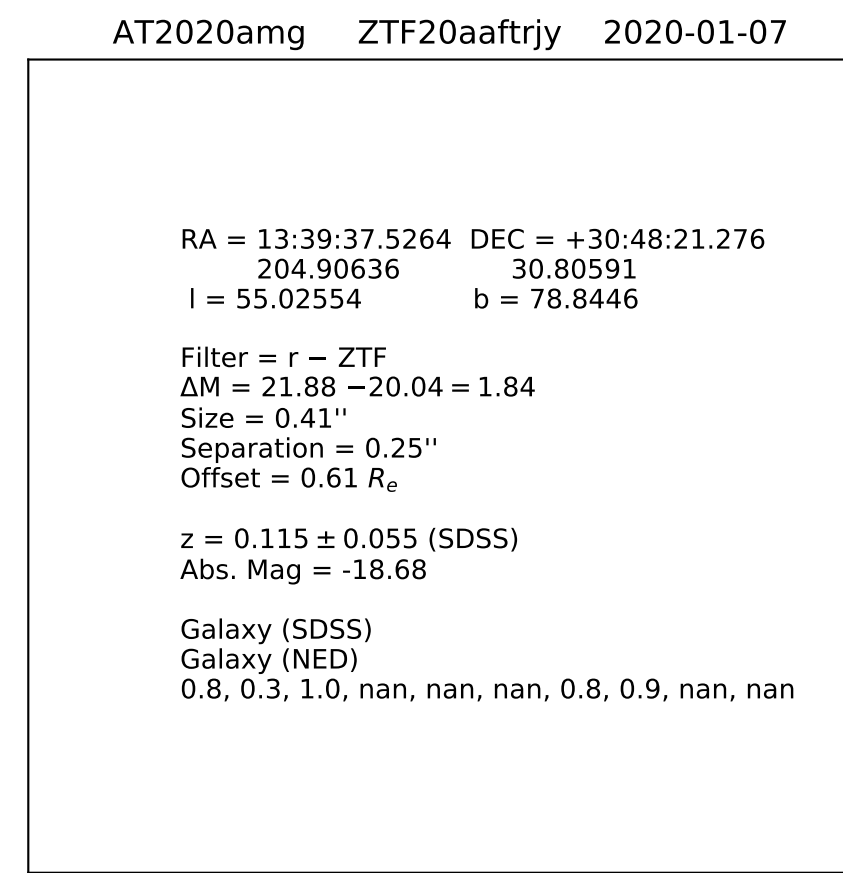 AT2020amg ZTF20aaftrjy 2020-01-07
RA = 13:39:37.5264 DEC = +30:48:21.276
204.90636 30.80591
l = 55.02554 b = 78.8446
Filter = r − ZTF
ΔM = 21.88 −20.04 = 1.84
Size = 0.41''
Separation = 0.25''
Offset = 0.61 Rₑ
z = 0.115 ± 0.055 (SDSS)
Abs. Mag = -18.68
Galaxy (SDSS)
Galaxy (NED)
0.8, 0.3, 1.0, nan, nan, nan, 0.8, 0.9, nan, nan